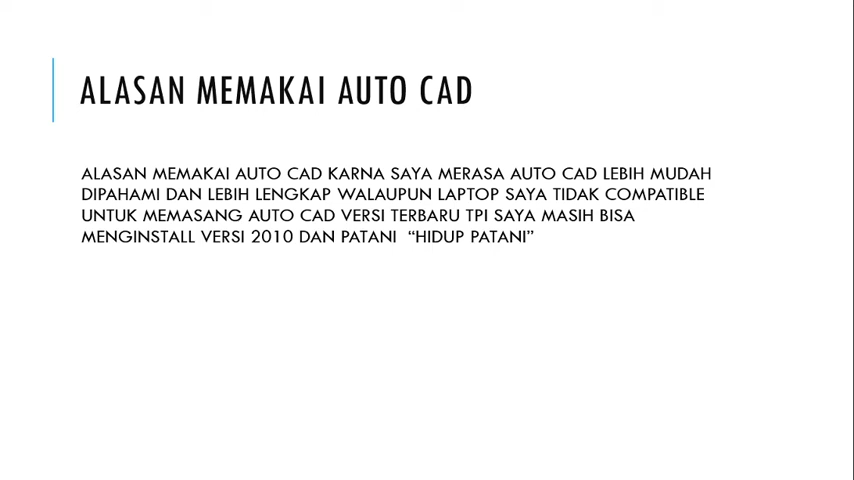 ALASAN MEMAKAI AUTO CAD
ALASAN MEMAKAI AUTO CAD KARNA SAYA MERASA AUTO CAD LEBIH MUDAH
DIPAHAMI DAN LEBIH LENGKAP WALAUPUN LAPTOP SAYA TIDAK COMPATIBLE
UNTUK MEMASANG AUTO CAD VERSI TERBARU TPI SAYA MASIH BISA
MENGINSTALL VERSI 2010 DAN PATANI “HIDUP PATANI”